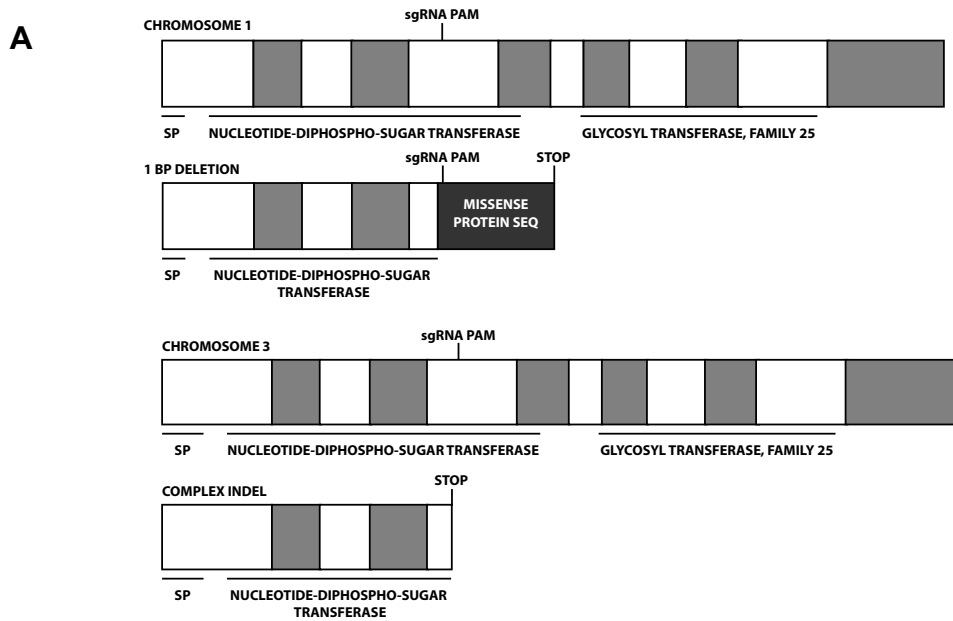 A
sgRNA PAM
CHROMOSOME 1
SP
NUCLEOTIDE-DIPHOSPHO-SUGAR TRANSFERASE
GLYCOSYL TRANSFERASE, FAMILY 25
sgRNA PAM
STOP
1 BP DELETION
MISSENSE
PROTEIN SEQ
SP
NUCLEOTIDE-DIPHOSPHO-SUGAR
TRANSFERASE
sgRNA PAM
CHROMOSOME 3
SP
NUCLEOTIDE-DIPHOSPHO-SUGAR TRANSFERASE
GLYCOSYL TRANSFERASE, FAMILY 25
STOP
COMPLEX INDEL
SP
NUCLEOTIDE-DIPHOSPHO-SUGAR
TRANSFERASE